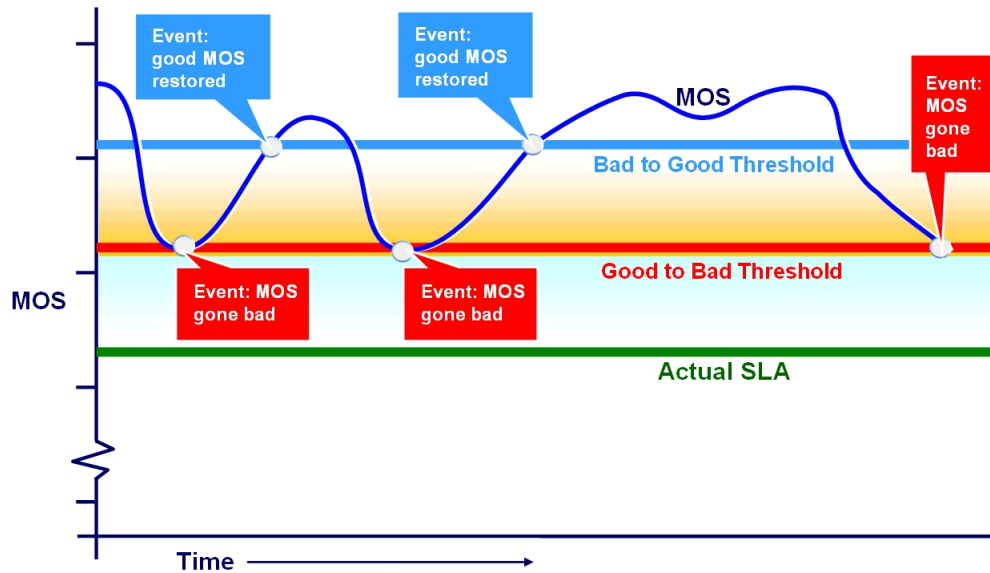 Event:
good MOS
restored
Event:
good MOS
restored
MOS
Event:
MOS
gone
bad
Bad to Good Threshold
Good to Bad Threshold
Event: MOS
gone bad
Event: MOS
gone bad
MOS
Actual SLA
Time